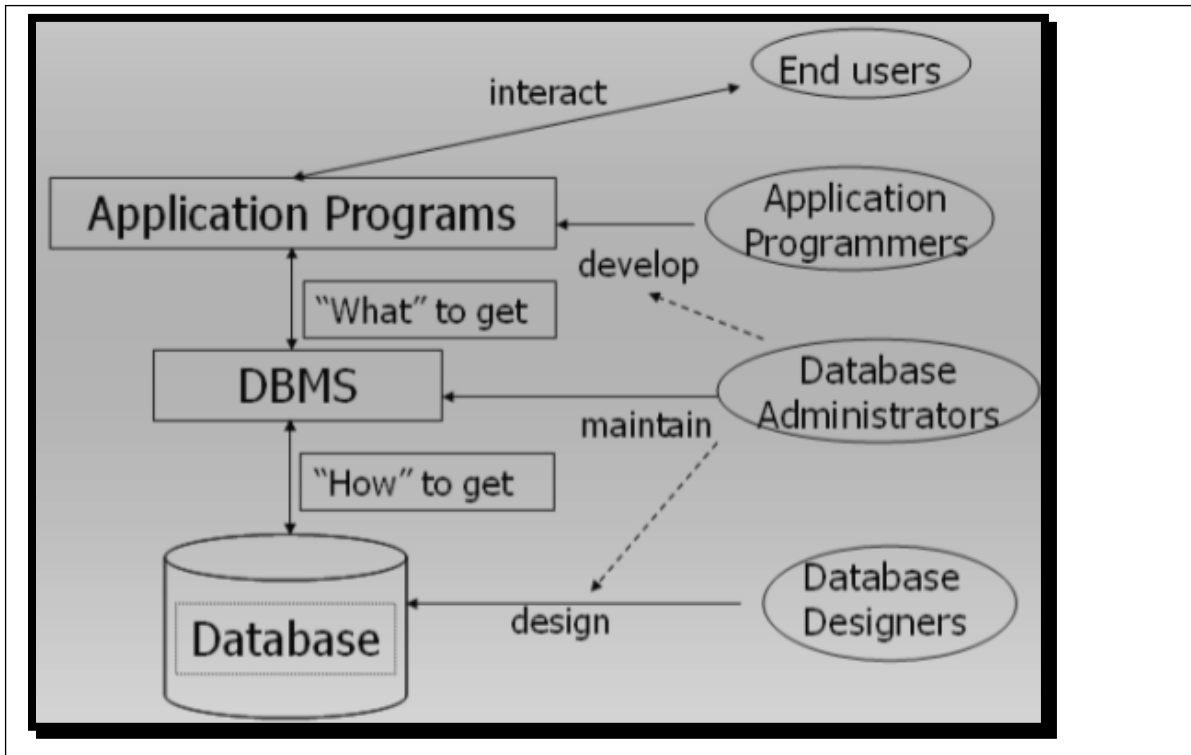 End users
interact
Application Programs
Application
Programmers
develop
“What” to get
DBMS
Database
Administrators
maintain
“How” to get
Database
Database
Designers
design